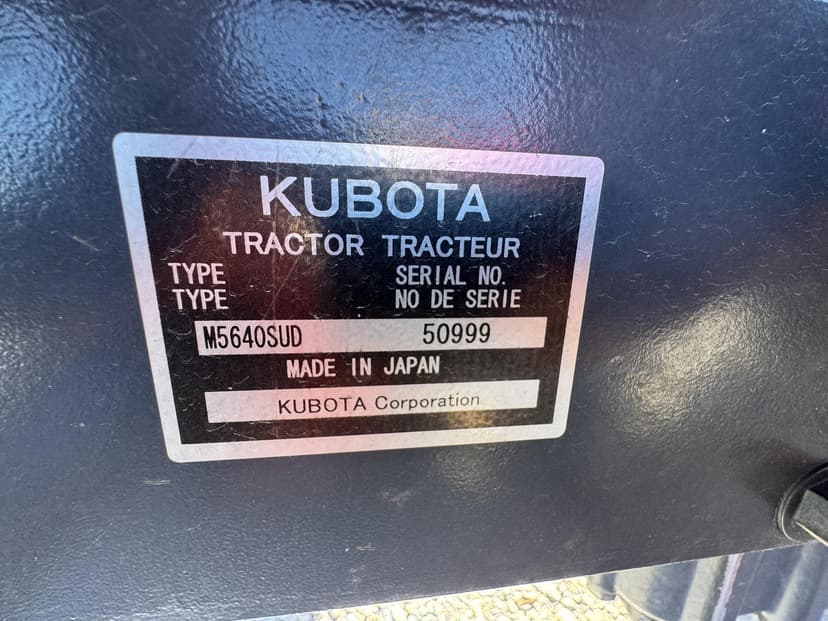 KUBOTA
TRACTOR TRACTEUR
TYPE SERIAL NO.
TYPE NO DE SERIE
M5640SUD 50999
MADE IN JAPAN
KUBOTA Corporation